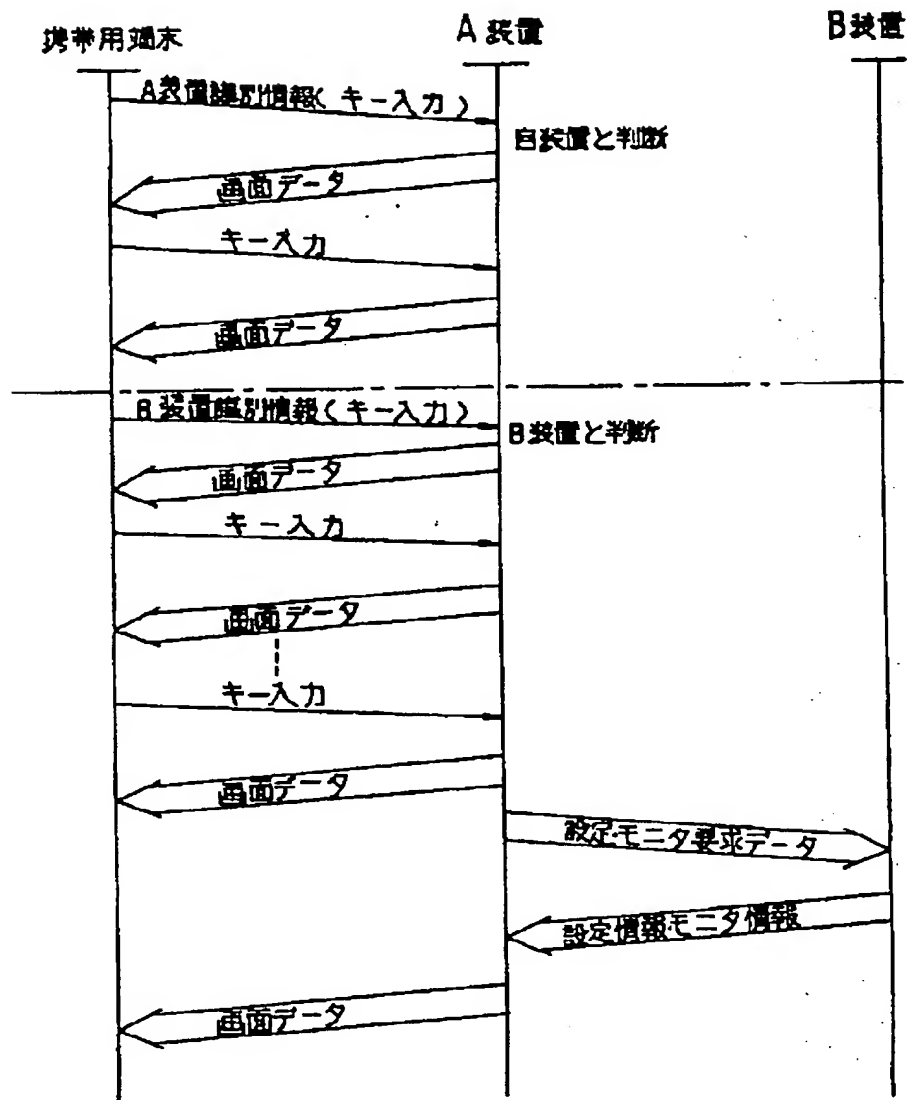 携帯用端末
A装置
B装置
A装置識別情報(キー入力)
自装置と判断
画面データ
キー入力
画面データ
B装置識別情報(キー入力)
B装置と判断
画面データ
キー入力
画面データ
キー入力
画面データ
設定・モニタ要求データ
設定情報モニタ情報
画面データ